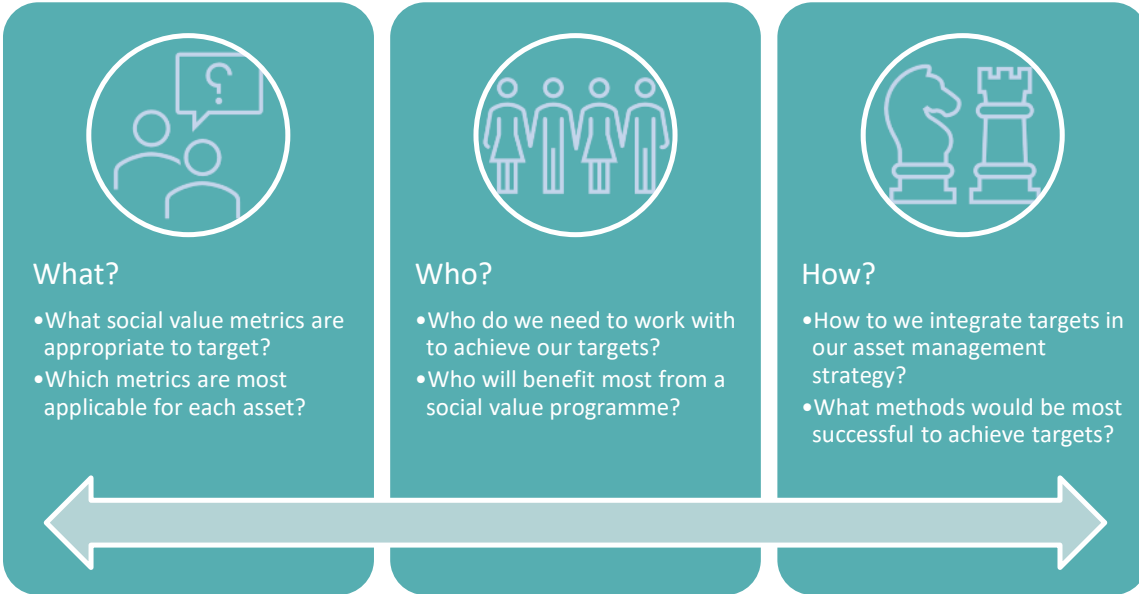 What?
•What social value metrics are
appropriate to target?
•Which metrics are most
applicable for each asset?
Who?
•Who do we need to work with
to achieve our targets?
•Who will benefit most from a
social value programme?
How?
•How to we integrate targets in
our asset management
strategy?
•What methods would be most
successful to achieve targets?